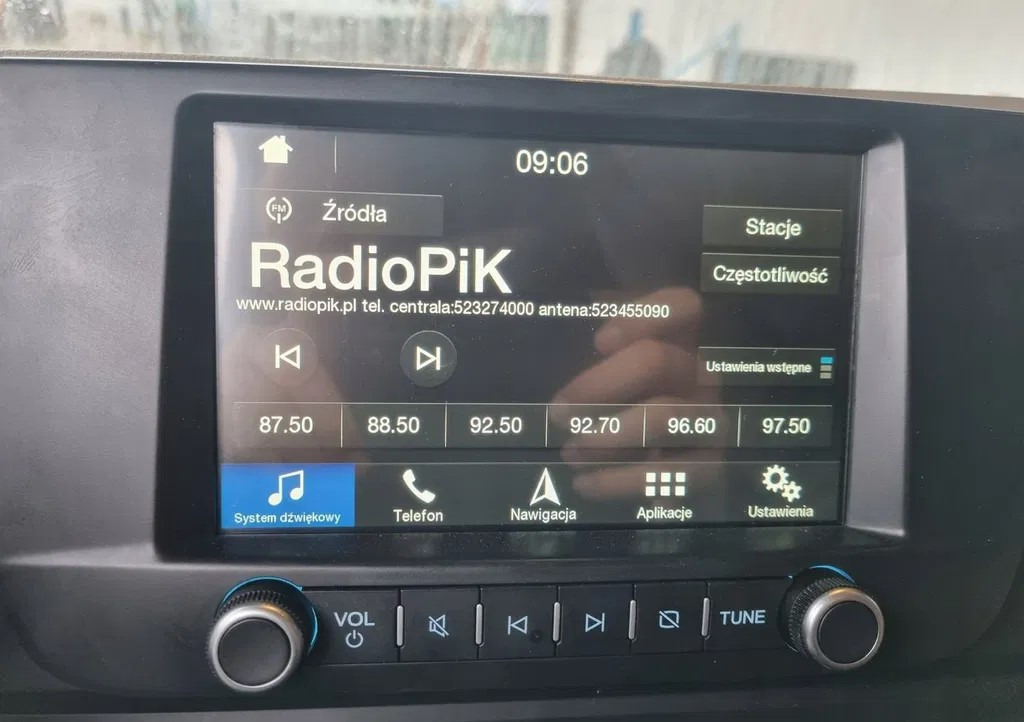 09:06
FM Źródła
Stacje
RadioPiK
Częstotliwość
www.radiopik.pl tel. centrala:523274000 antena:523455090
Ustawienia wstępne
87.50 88.50 92.50 92.70 96.60 97.50
System dźwiękowy Telefon Nawigacja Aplikacje Ustawienia
VOL TUNE